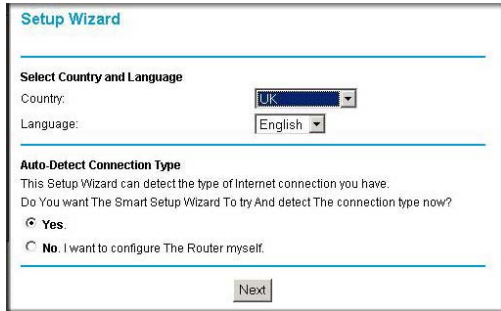 Setup Wizard
Select Country and Language
Country: UK
Language: English
Auto-Detect Connection Type
This Setup Wizard can detect the type of Internet connection you have.
Do You Want The Smart Setup Wizard To try And detect The connection type now?
Yes.
No. I want to configure The Router myself.
Next